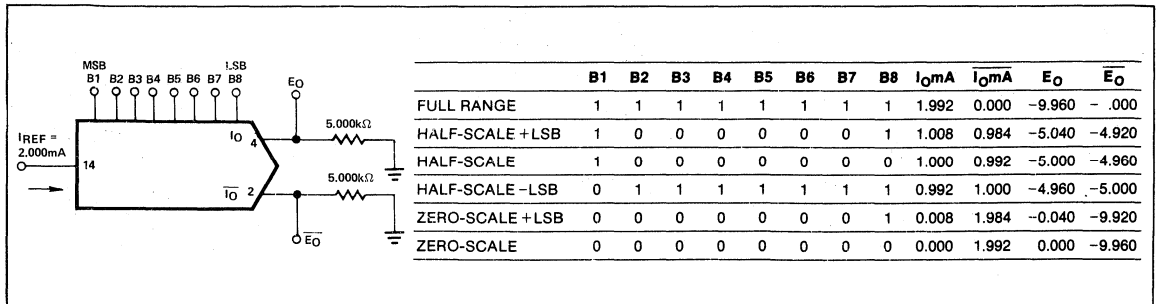 MSB LSB
B1 B2 B3 B4 B5 B6 B7 B8
EO
IREF =
2.000mA
14
IO 4
5.000kΩ
5.000kΩ
I̅O̅ 2
E̅O̅
B1 B2 B3 B4 B5 B6 B7 B8 IOmA I̅O̅m̅A̅ EO E̅O̅
FULL RANGE 1 1 1 1 1 1 1 1 1.992 0.000 -9.960 - .000
HALF-SCALE +LSB 1 0 0 0 0 0 0 1 1.008 0.984 -5.040 -4.920
HALF-SCALE 1 0 0 0 0 0 0 0 1.000 0.992 -5.000 -4.960
HALF-SCALE -LSB 0 1 1 1 1 1 1 1 0.992 1.000 -4.960 -5.000
ZERO-SCALE +LSB 0 0 0 0 0 0 0 1 0.008 1.984 --0.040 -9.920
ZERO-SCALE 0 0 0 0 0 0 0 0 0.000 1.992 0.000 -9.960